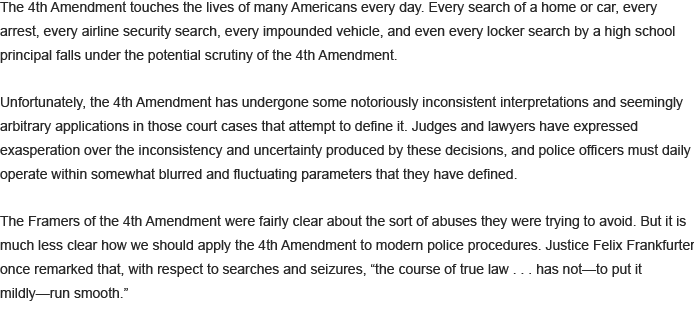 The 4th Amendment touches the lives of many Americans every day. Every search of a home or car, every
arrest, every airline security search, every impounded vehicle, and even every locker search by a high school
principal falls under the potential scrutiny of the 4th Amendment.
Unfortunately, the 4th Amendment has undergone some notoriously inconsistent interpretations and seemingly
arbitrary applications in those court cases that attempt to define it. Judges and lawyers have expressed
exasperation over the inconsistency and uncertainty produced by these decisions, and police officers must daily
operate within somewhat blurred and fluctuating parameters that they have defined.
The Framers of the 4th Amendment were fairly clear about the sort of abuses they were trying to avoid. But it is
much less clear how we should apply the 4th Amendment to modern police procedures. Justice Felix Frankfurter
once remarked that, with respect to searches and seizures, “the course of true law . . . has not—to put it
mildly—run smooth.”